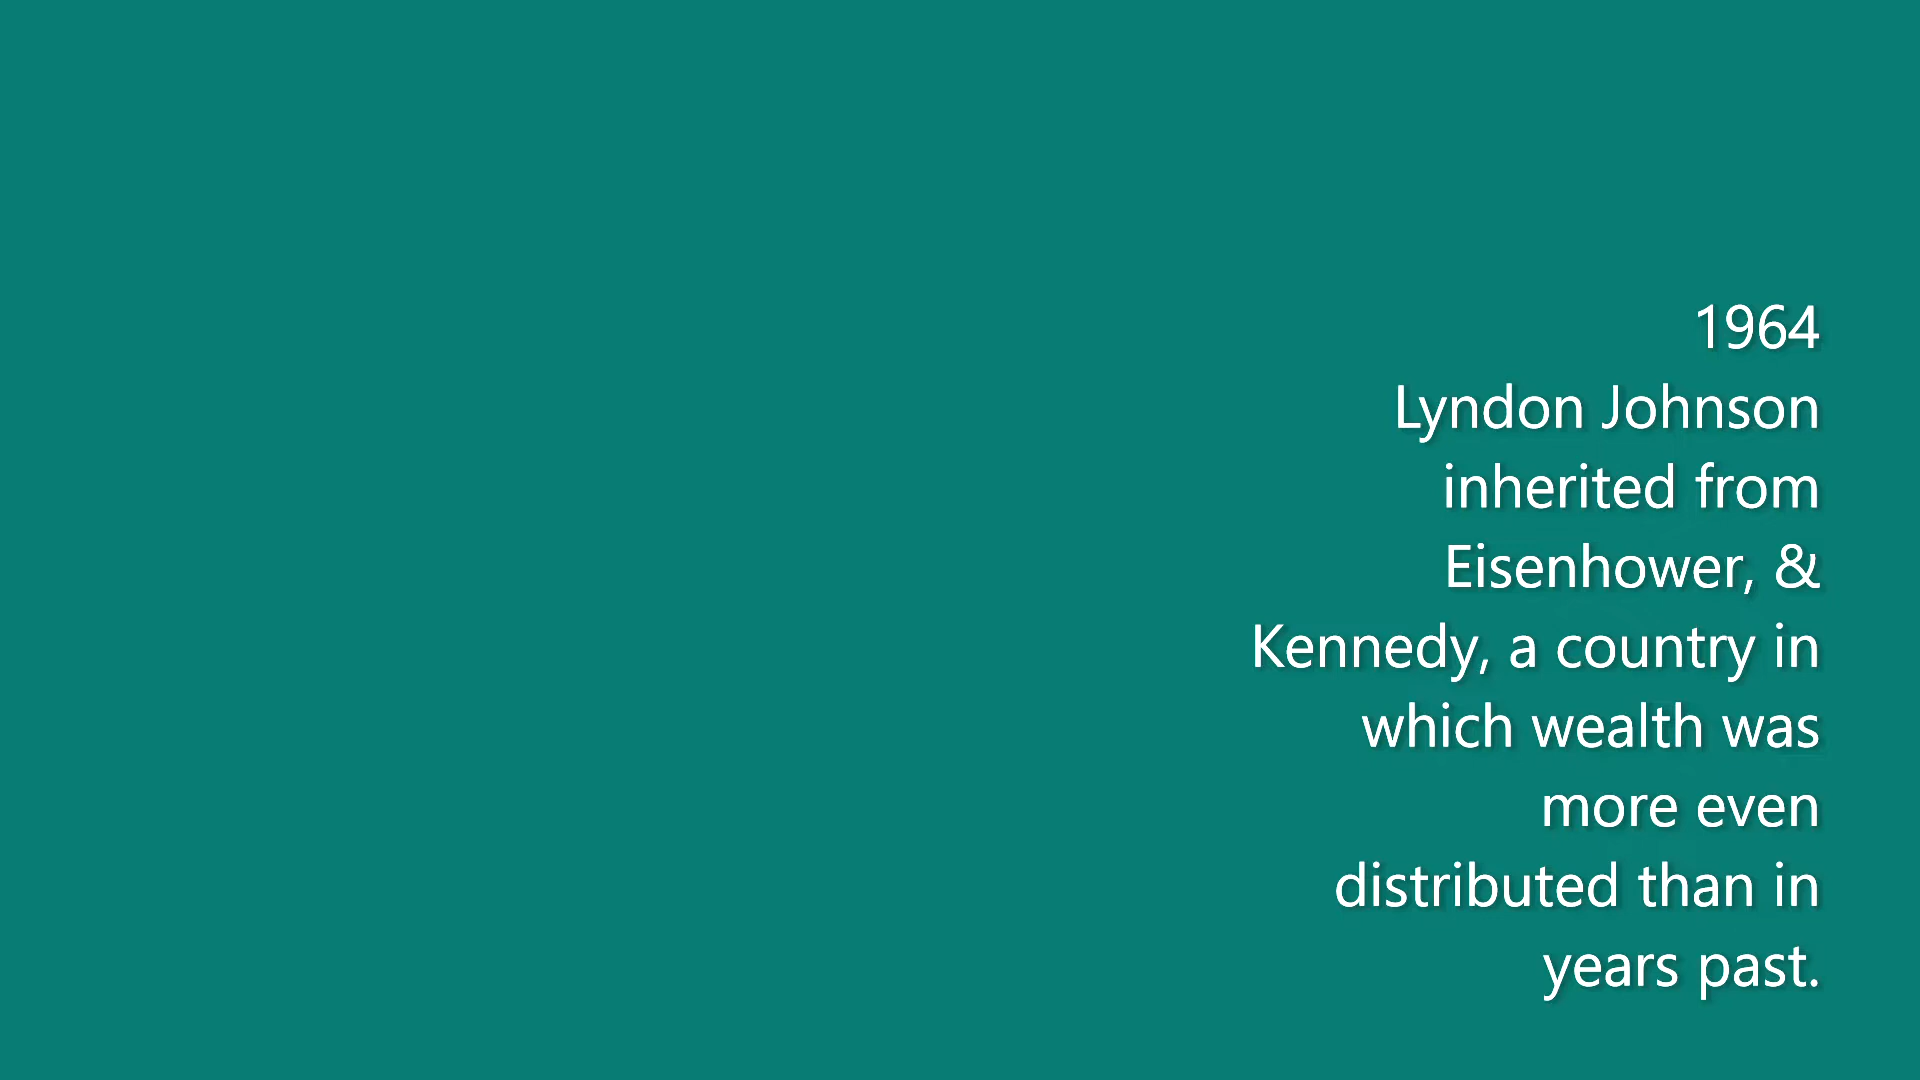 1964
Lyndon Johnson
inherited from
Eisenhower, &
Kennedy, a country in
which wealth was
more even
distributed than in
years past.